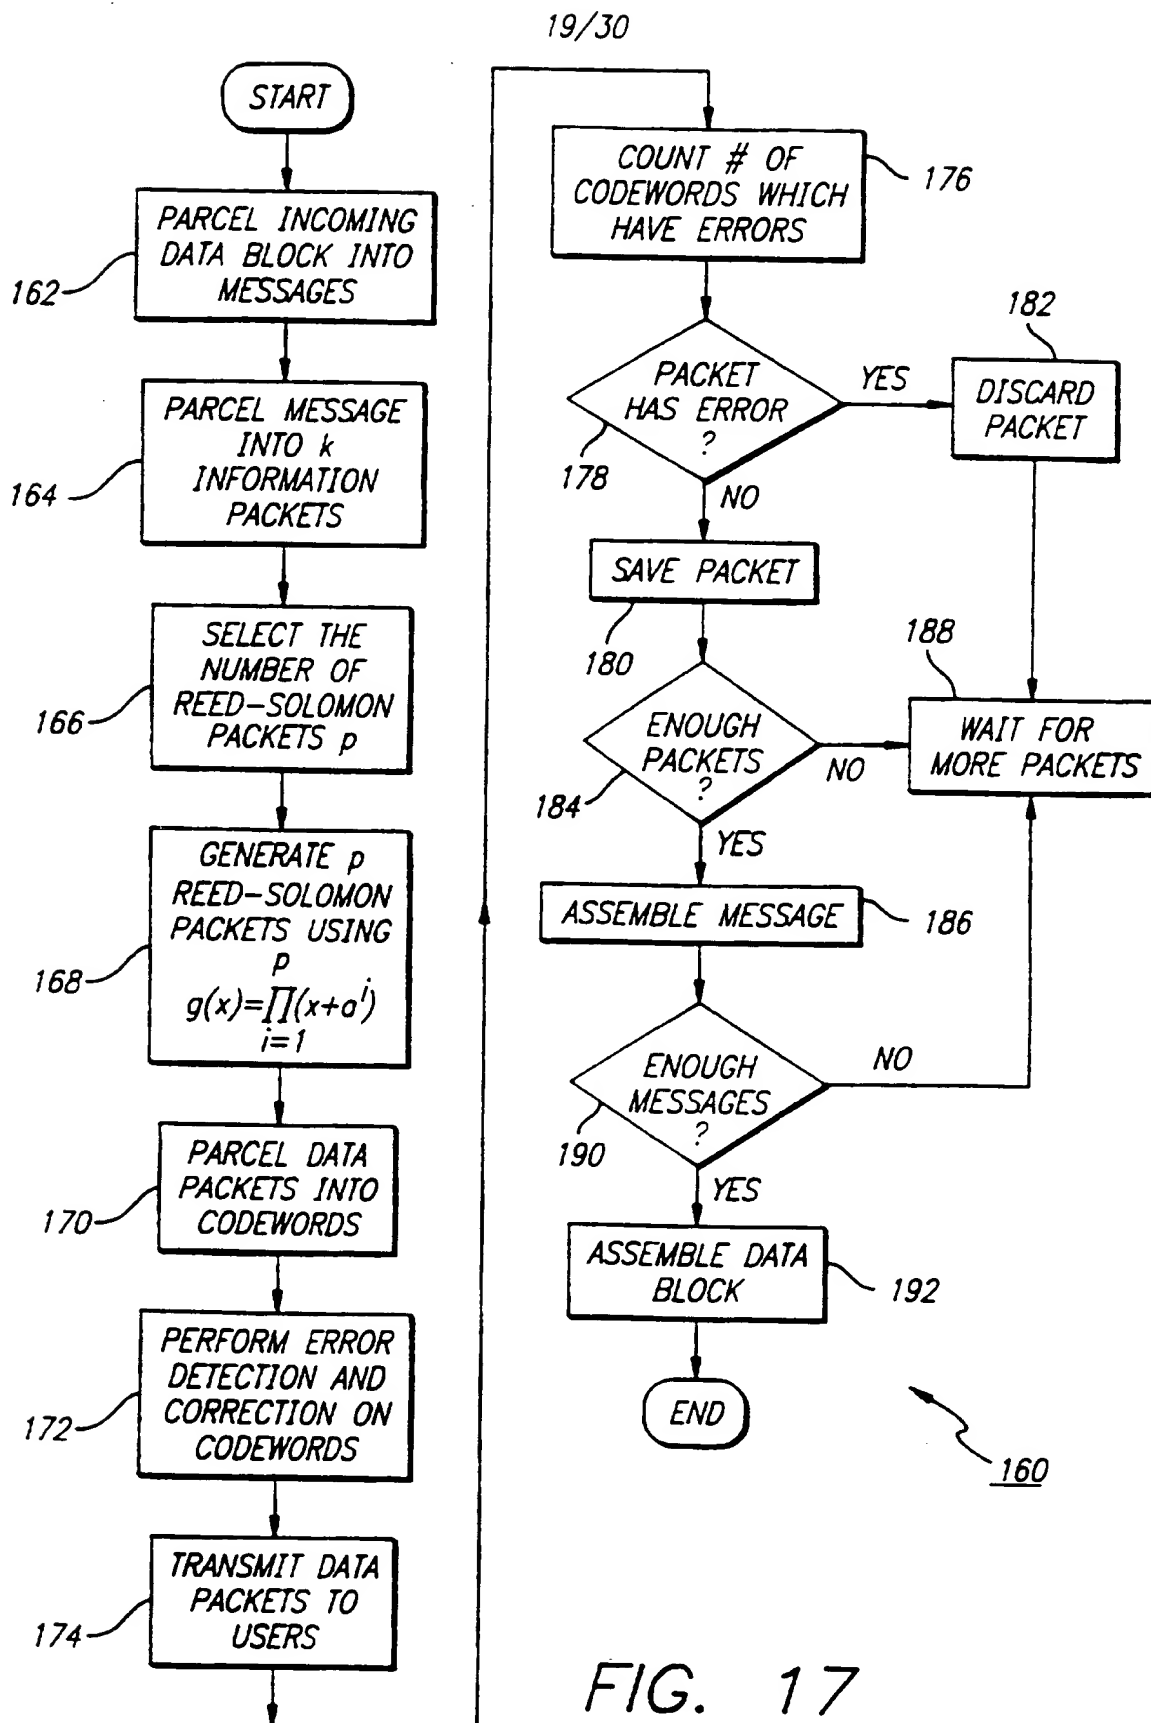 19/30
START
PARCEL INCOMING
DATA BLOCK INTO
MESSAGES
162
PARCEL MESSAGE
INTO k
INFORMATION
PACKETS
164
SELECT THE
NUMBER OF
REED-SOLOMON
PACKETS p
166
GENERATE p
REED-SOLOMON
PACKETS USING
p
g(x)=∏(x+a^i)
i=1
168
PARCEL DATA
PACKETS INTO
CODEWORDS
170
PERFORM ERROR
DETECTION AND
CORRECTION ON
CODEWORDS
172
TRANSMIT DATA
PACKETS TO
USERS
174
COUNT # OF
CODEWORDS WHICH
HAVE ERRORS
176
PACKET
HAS ERROR
?
178
YES
182
DISCARD
PACKET
NO
SAVE PACKET
180
ENOUGH
PACKETS
?
184
NO
188
WAIT FOR
MORE PACKETS
YES
ASSEMBLE MESSAGE
186
ENOUGH
MESSAGES
?
190
NO
YES
ASSEMBLE DATA
BLOCK
192
END
160
FIG. 17